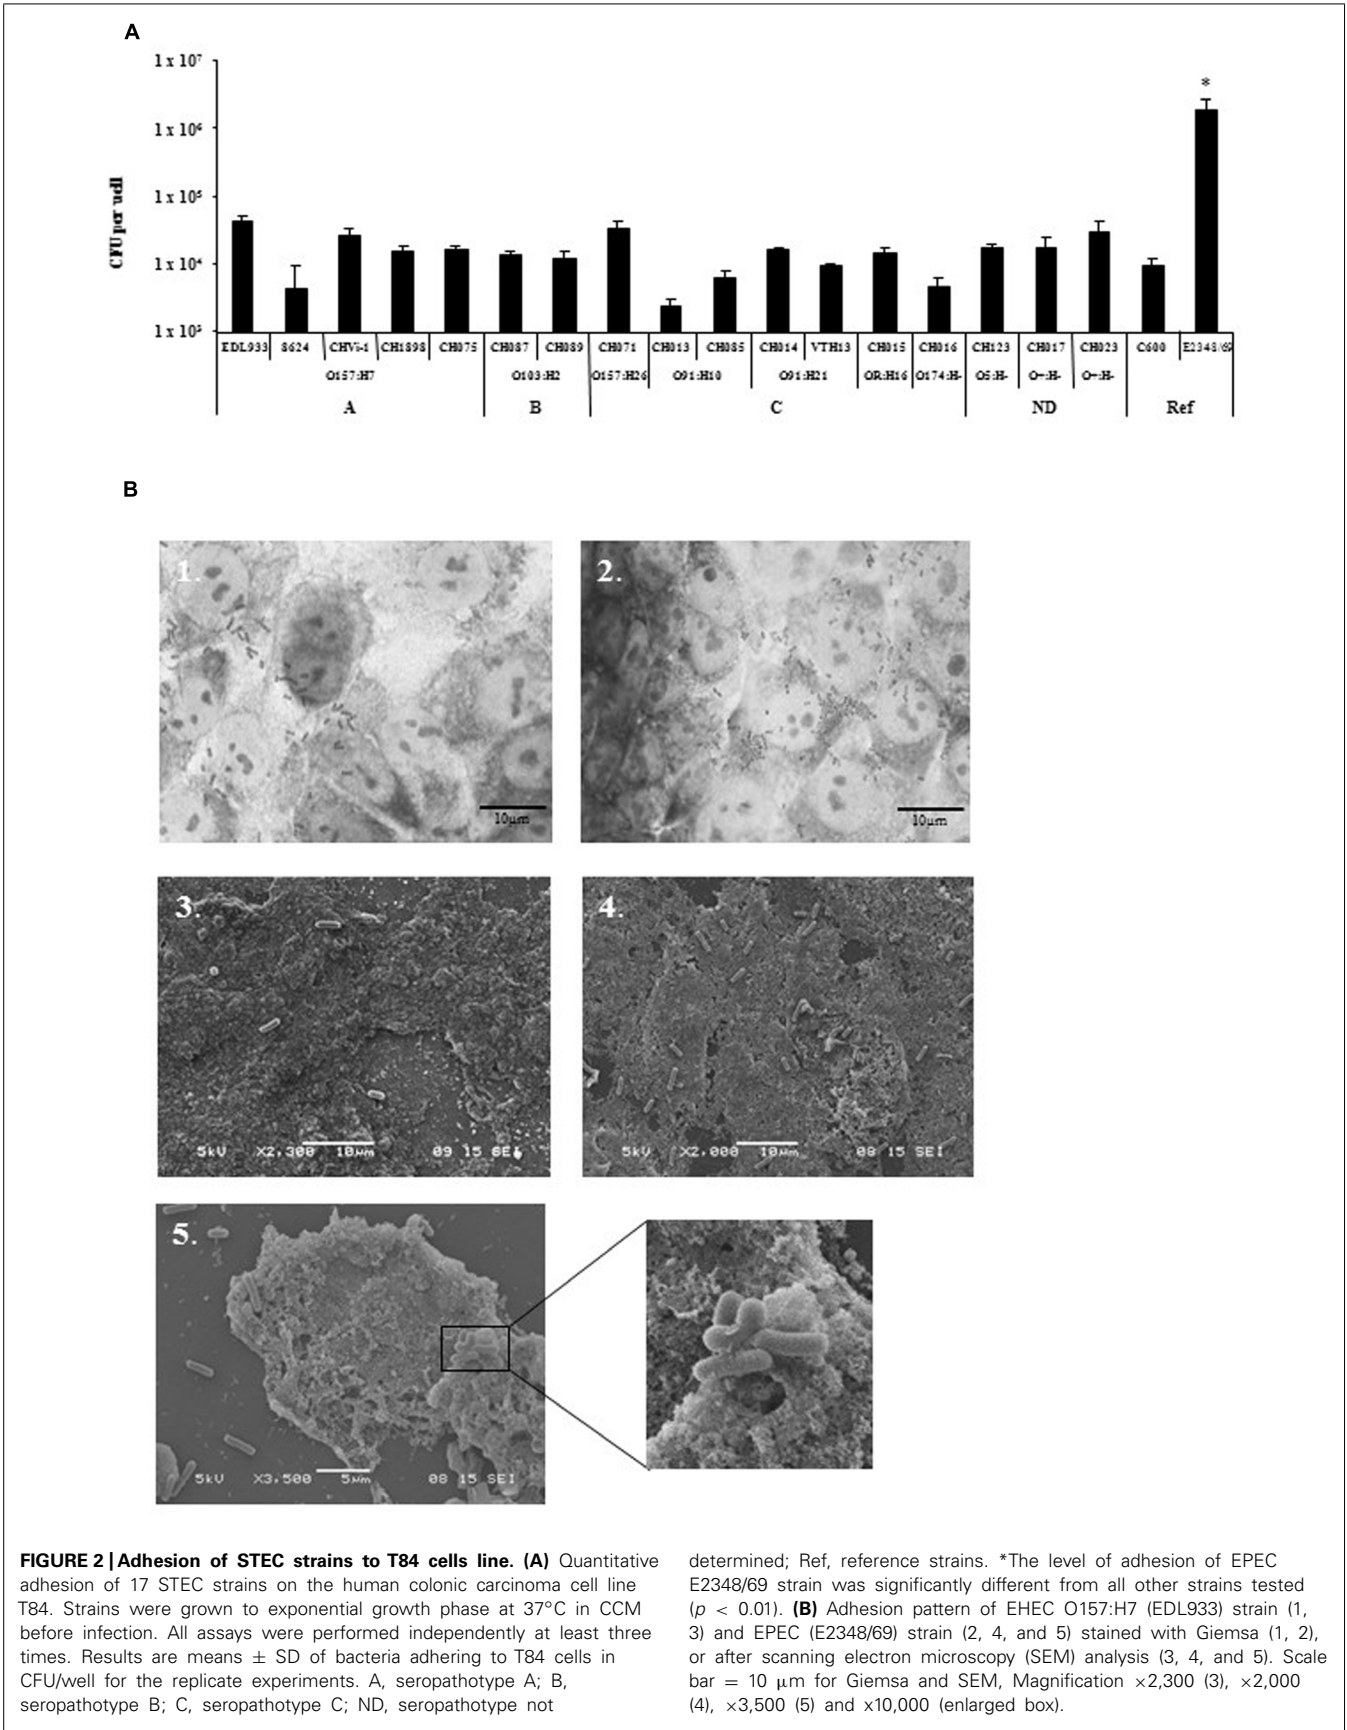 A
1 x 10⁷
1 x 10⁶
1 x 10⁵
1 x 10⁴
1 x 10³
CFU per well
EDL933 8624 CHVi-1 CH1898 CH075 CH087 CH089 CH071 CH013 CH085 CH014 VTH13 CH015 CH016 CH123 CH017 CH023 C600 E2348/69
O157:H7 O103:H2 O157:H26 O91:H10 O91:H21 OR:H16 O174:H- O5:H-
A B C ND Ref
*
B
1.
10µm
2.
10µm
3.
5kV X2,300 10µm 09 15 SEI
4.
5kV X2,000 10µm 08 15 SEI
5.
5kV X3,500 5µm 08 15 SEI
FIGURE 2 | Adhesion of STEC strains to T84 cells line. (A) Quantitative
adhesion of 17 STEC strains on the human colonic carcinoma cell line
T84. Strains were grown to exponential growth phase at 37°C in CCM
before infection. All assays were performed independently at least three
times. Results are means ± SD of bacteria adhering to T84 cells in
CFU/well for the replicate experiments. A, seropathotype A; B,
seropathotype B; C, seropathotype C; ND, seropathotype not
determined; Ref, reference strains. *The level of adhesion of EPEC
E2348/69 strain was significantly different from all other strains tested
(p < 0.01). (B) Adhesion pattern of EHEC O157:H7 (EDL933) strain (1,
3) and EPEC (E2348/69) strain (2, 4, and 5) stained with Giemsa (1, 2),
or after scanning electron microscopy (SEM) analysis (3, 4, and 5). Scale
bar = 10 µm for Giemsa and SEM, Magnification ×2,300 (3), ×2,000
(4), ×3,500 (5) and x10,000 (enlarged box).